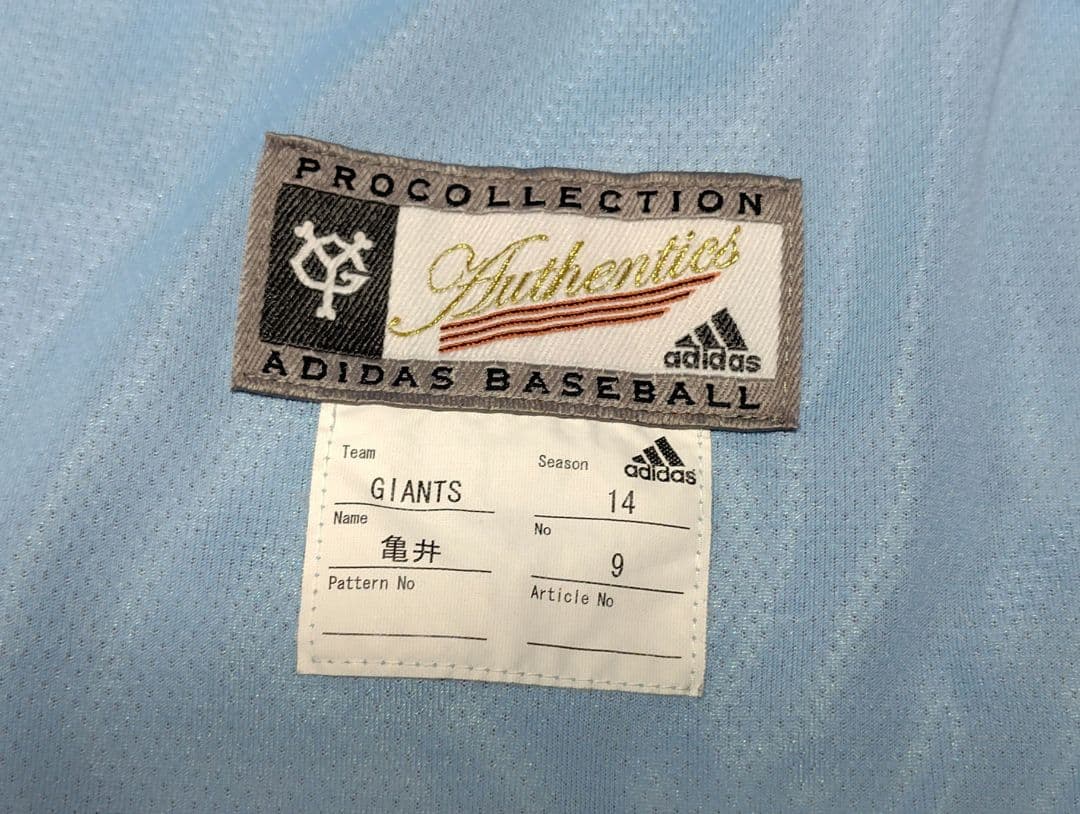 PROCOLLECTION
YG
Authentics
adidas
ADIDAS BASEBALL
adidas
Team
GIANTS
Season
14
Name
亀井
No
9
Pattern No
Article No